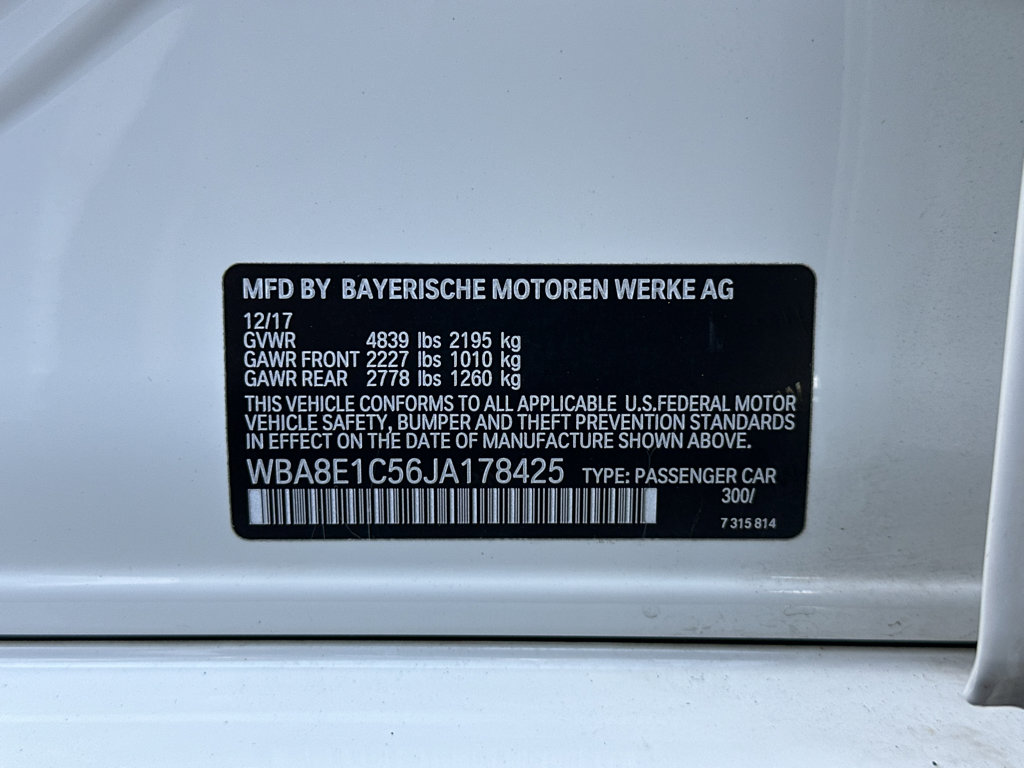 MFD BY BAYERISCHE MOTOREN WERKE AG
12/17
GVWR 4839 lbs 2195 kg
GAWR FRONT 2227 lbs 1010 kg
GAWR REAR 2778 lbs 1260 kg
THIS VEHICLE CONFORMS TO ALL APPLICABLE U.S.FEDERAL MOTOR
VEHICLE SAFETY, BUMPER AND THEFT PREVENTION STANDARDS
IN EFFECT ON THE DATE OF MANUFACTURE SHOWN ABOVE.
WBA8E1C56JA178425 TYPE: PASSENGER CAR
300/
7 315 814